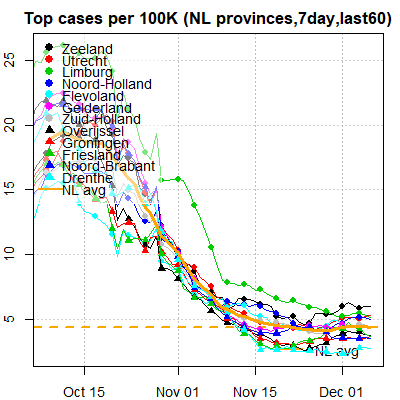 Top cases per 100K (NL provinces,7day,last60)
25
20
15
10
5
Zeeland
Utrecht
Limburg
Noord-Holland
Flevoland
Gelderland
Zuid-Holland
Overijssel
Groningen
Friesland
Noord-Brabant
Drenthe
NL avg
NL avg
Oct 15
Nov 01
Nov 15
Dec 01